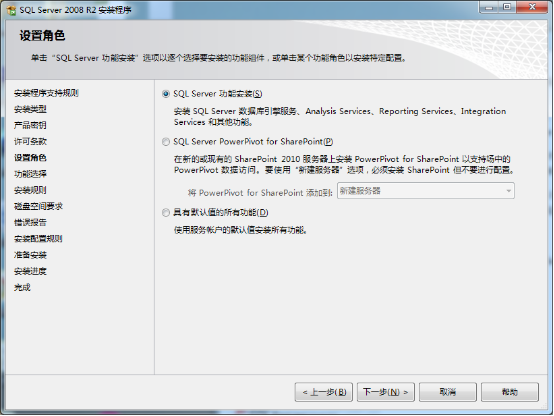 SQL Server 2008 R2 安装程序
设置角色
单击"SQL Server 功能安装"选项以逐个选择要安装的功能组件，或单击某个功能角色以安装特定配置。
安装程序支持规则
安装类型
产品密钥
许可条款
设置角色
功能选择
安装规则
磁盘空间要求
错误报告
安装配置规则
准备安装
安装进度
完成
SQL Server 功能安装(S)
安装 SQL Server 数据库引擎服务、Analysis Services、Reporting Services、Integration
Services 和其他功能。
SQL Server PowerPivot for SharePoint(P)
在新的或现有的 SharePoint 2010 服务器上安装 PowerPivot for SharePoint 以支持场中的
PowerPivot 数据访问。要使用"新建服务器"选项，必须安装 SharePoint 但不要进行配置。
将 PowerPivot for SharePoint 添加到: 新建服务器
具有默认值的所有功能(D)
使用服务帐户的默认值安装所有功能。
< 上一步(B) 下一步(N) > 取消 帮助